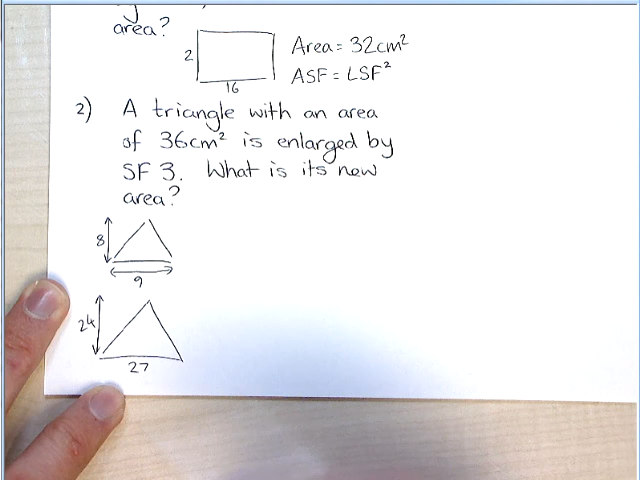 area?
2
16
Area = 32cm²
ASF = LSF²
2) A triangle with an area
of 36cm² is enlarged by
SF 3. What is its new
area?
8
9
24
27